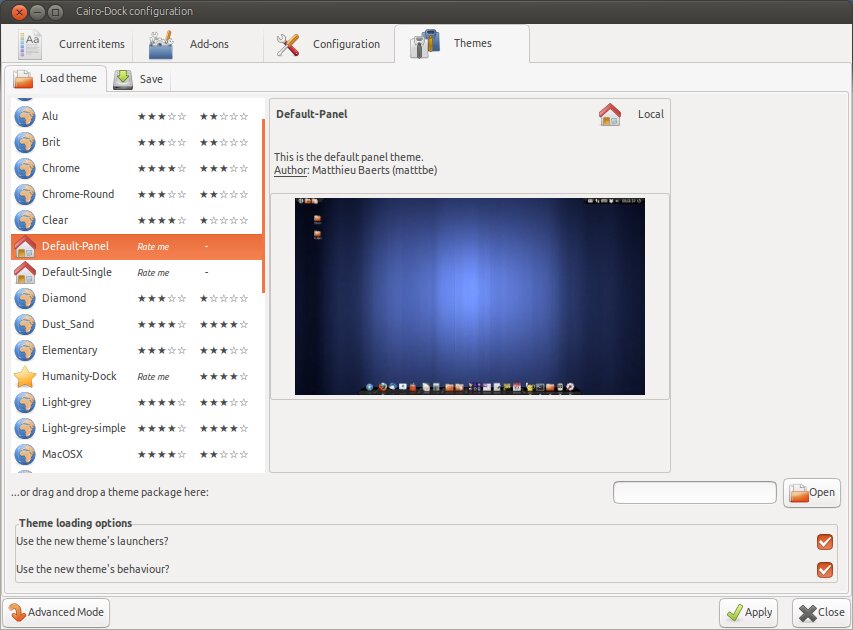 Cairo-Dock configuration
Current items
Add-ons
Configuration
Themes
Load theme
Save
Alu ★★★☆☆ ★★☆☆☆
Brit ★★★☆☆ ★★☆☆☆
Chrome ★★★★☆ ★★★☆☆
Chrome-Round ★★★☆☆ ★★☆☆☆
Clear ★★★★☆ ★☆☆☆☆
Default-Panel Rate me -
Default-Single Rate me -
Diamond ★★★☆☆ ★☆☆☆☆
Dust_Sand ★★★★☆ ★★★★☆
Elementary ★★★☆☆ ★★★☆☆
Humanity-Dock Rate me ★★★★☆
Light-grey ★★★★☆ ★★★☆☆
Light-grey-simple ★★★★☆ ★★★★☆
MacOSX ★★★★☆ ★★☆☆☆
Default-Panel
Local
This is the default panel theme.
Author: Matthieu Baerts (matttbe)
...or drag and drop a theme package here:
Open
Theme loading options
Use the new theme's launchers?
Use the new theme's behaviour?
Advanced Mode
Apply
Close